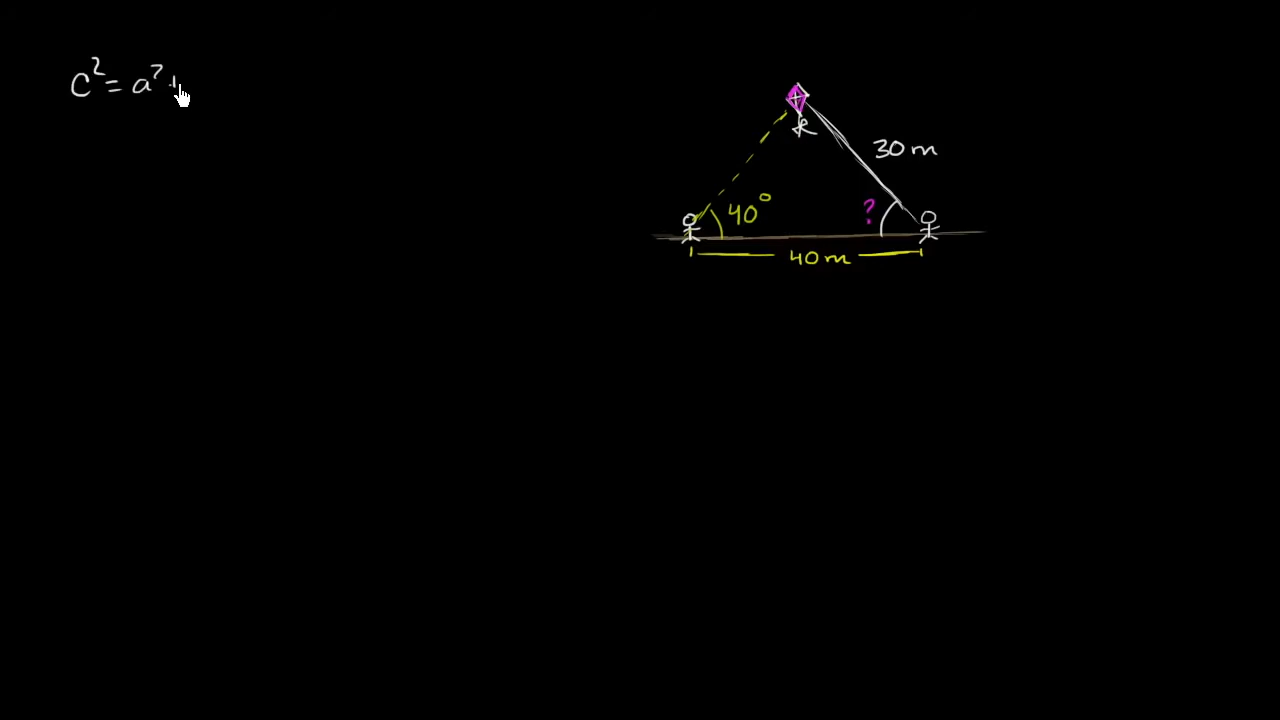 c² = a² +
30 m
40°
?
40 m